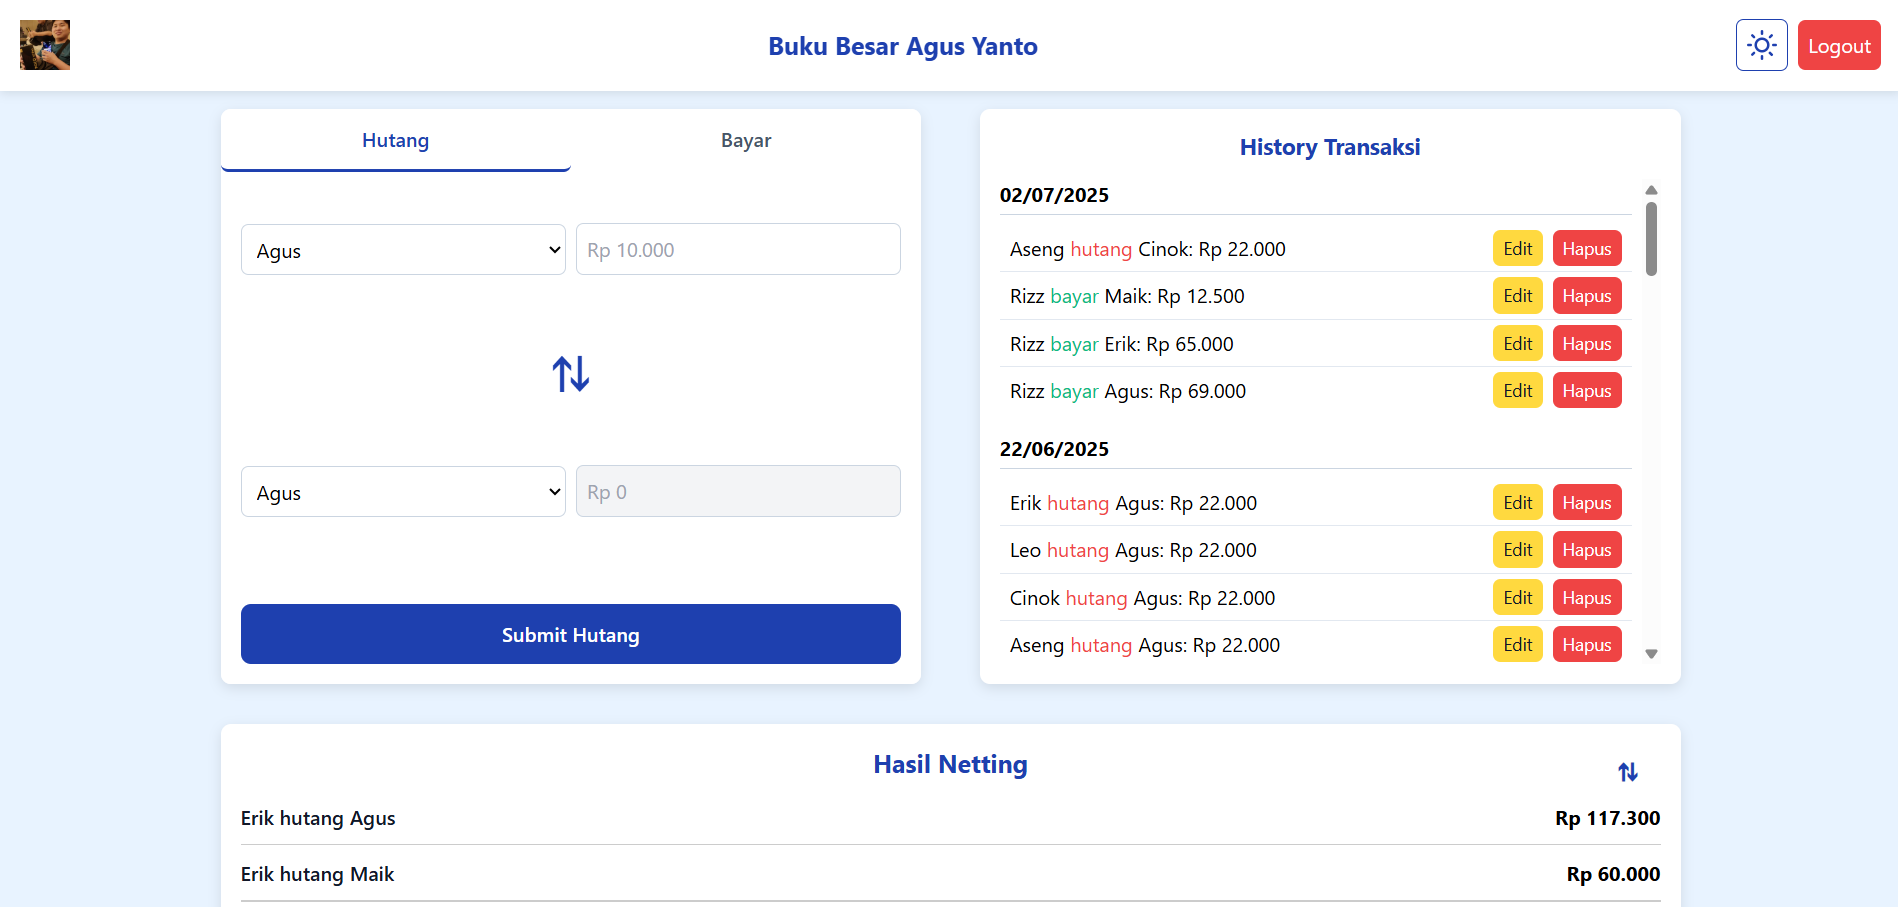 Buku Besar Agus Yanto
Logout
Hutang
Bayar
Agus
Rp 10.000
Agus
Rp 0
Submit Hutang
History Transaksi
02/07/2025
Aseng hutang Cinok: Rp 22.000 Edit Hapus
Rizz bayar Maik: Rp 12.500 Edit Hapus
Rizz bayar Erik: Rp 65.000 Edit Hapus
Rizz bayar Agus: Rp 69.000 Edit Hapus
22/06/2025
Erik hutang Agus: Rp 22.000 Edit Hapus
Leo hutang Agus: Rp 22.000 Edit Hapus
Cinok hutang Agus: Rp 22.000 Edit Hapus
Aseng hutang Agus: Rp 22.000 Edit Hapus
Hasil Netting
Erik hutang Agus Rp 117.300
Erik hutang Maik Rp 60.000